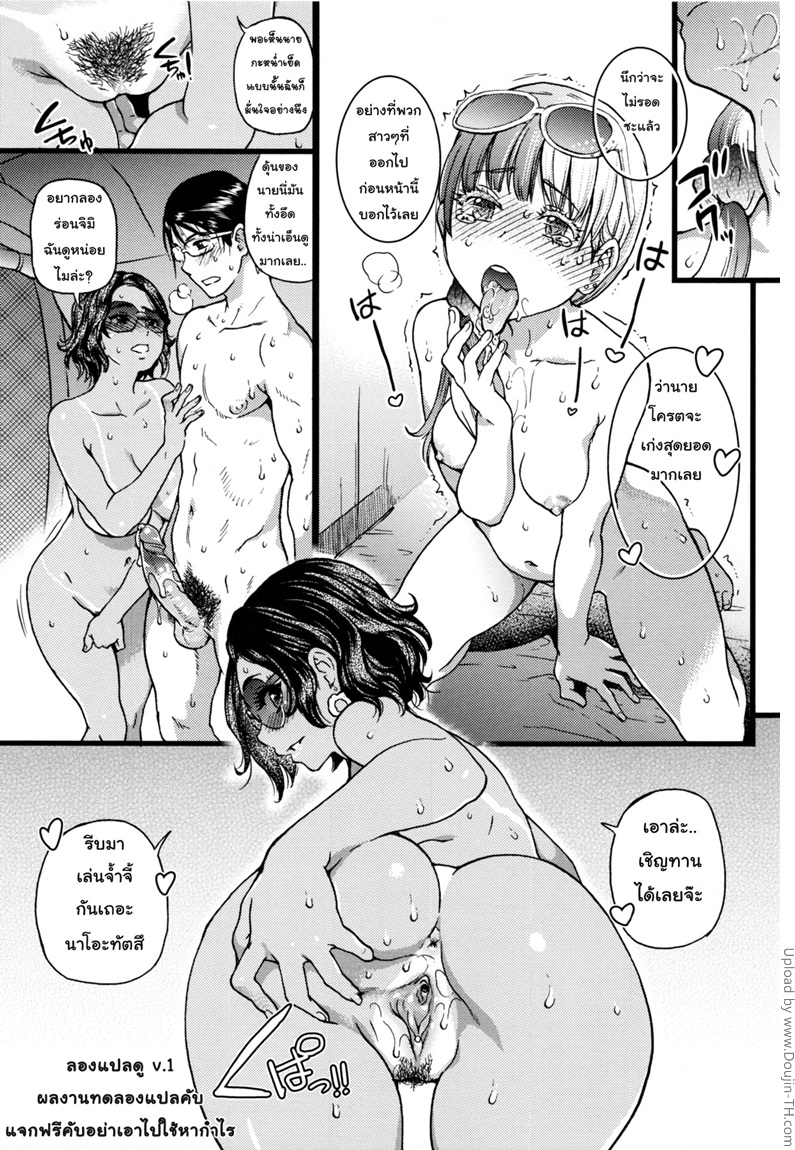 นึกว่าจะ
ไม่รอด
ซะแล้ว
อย่างที่พวก
สาวๆที่
ออกไป
ก่อนหน้านี้
บอกไว้เลย
ว่านาย
โครตจะ
เก่งสุดยอด
มากเลย
はーっ
はーっ
はーっ
พอเห็นนาย
กะหน่ำเย็ด
แบบนั้นฉันก็
มั่นใจอย่างนึง
くちゅ!
くちゅ
ดุ้นของ
นายนี่มัน
ทั้งอึด
ทั้งน่าเอ็นดู
มากเลย..
อยากลอง
ร่อนจิมิ
ฉันดูหน่อย
ไมล่ะ?
เอาล่ะ..
เชิญทาน
ได้เลยจ๊ะ
รีบมา
เล่นจ้ำจี้
กันเถอะ
นาโอะทัตสึ
くぱっ!!
ลองแปลดู v.1
ผลงานทดลองแปลคับ
แจกฟรีคับอย่าเอาไปใช้หากำไร
Upload by www.Doujin-TH.com